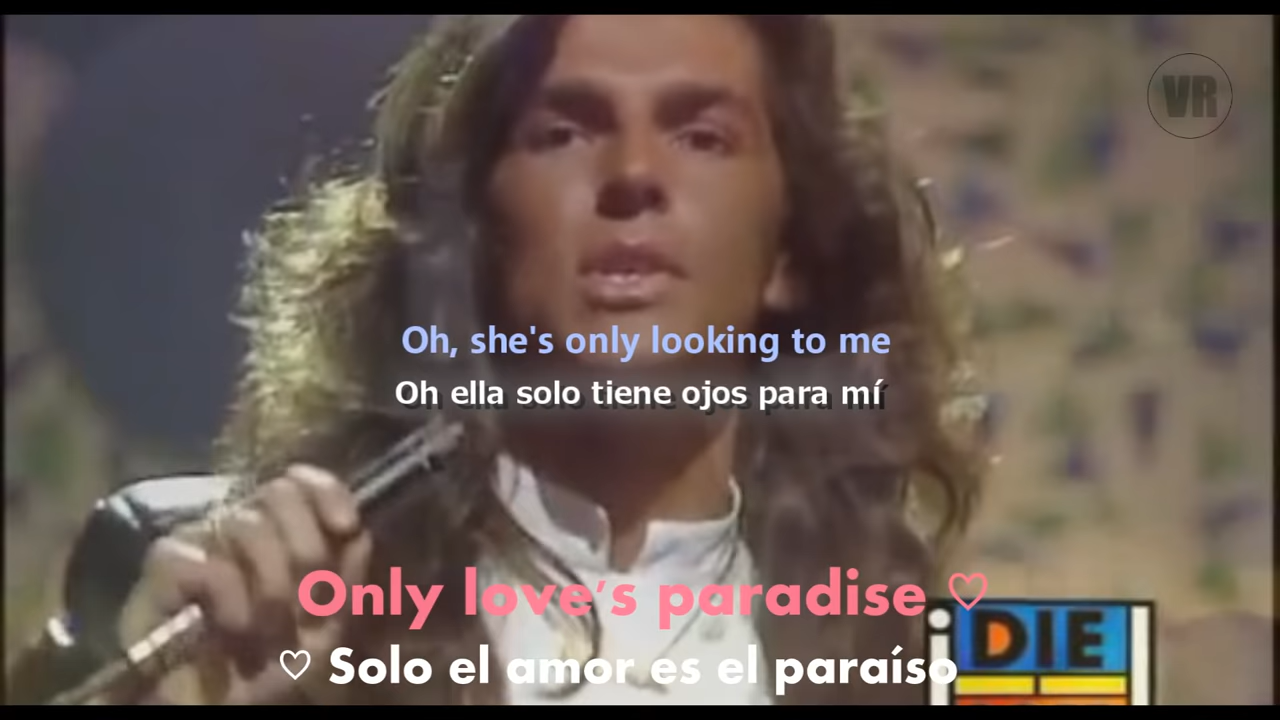 VR
Oh, she's only looking to me
Oh ella solo tiene ojos para mí
Only love's paradise ♡
♡ Solo el amor es el paraíso
DIE